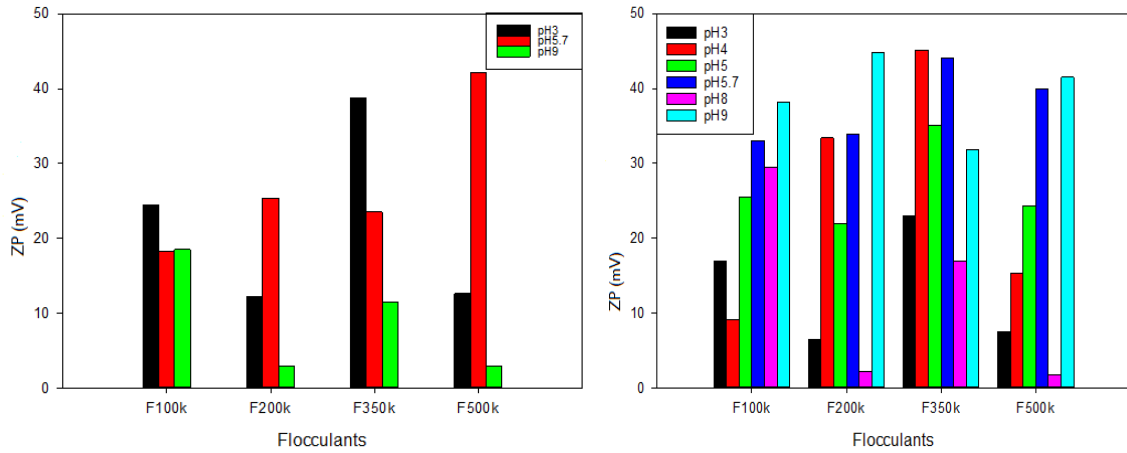 50
40
30
20
10
0
ZP (mV)
pH3
pH5.7
pH9
F100k F200k F350k F500k
Flocculants
50
40
30
20
10
0
ZP (mV)
pH3
pH4
pH5
pH5.7
pH8
pH9
F100k F200k F350k F500k
Flocculants